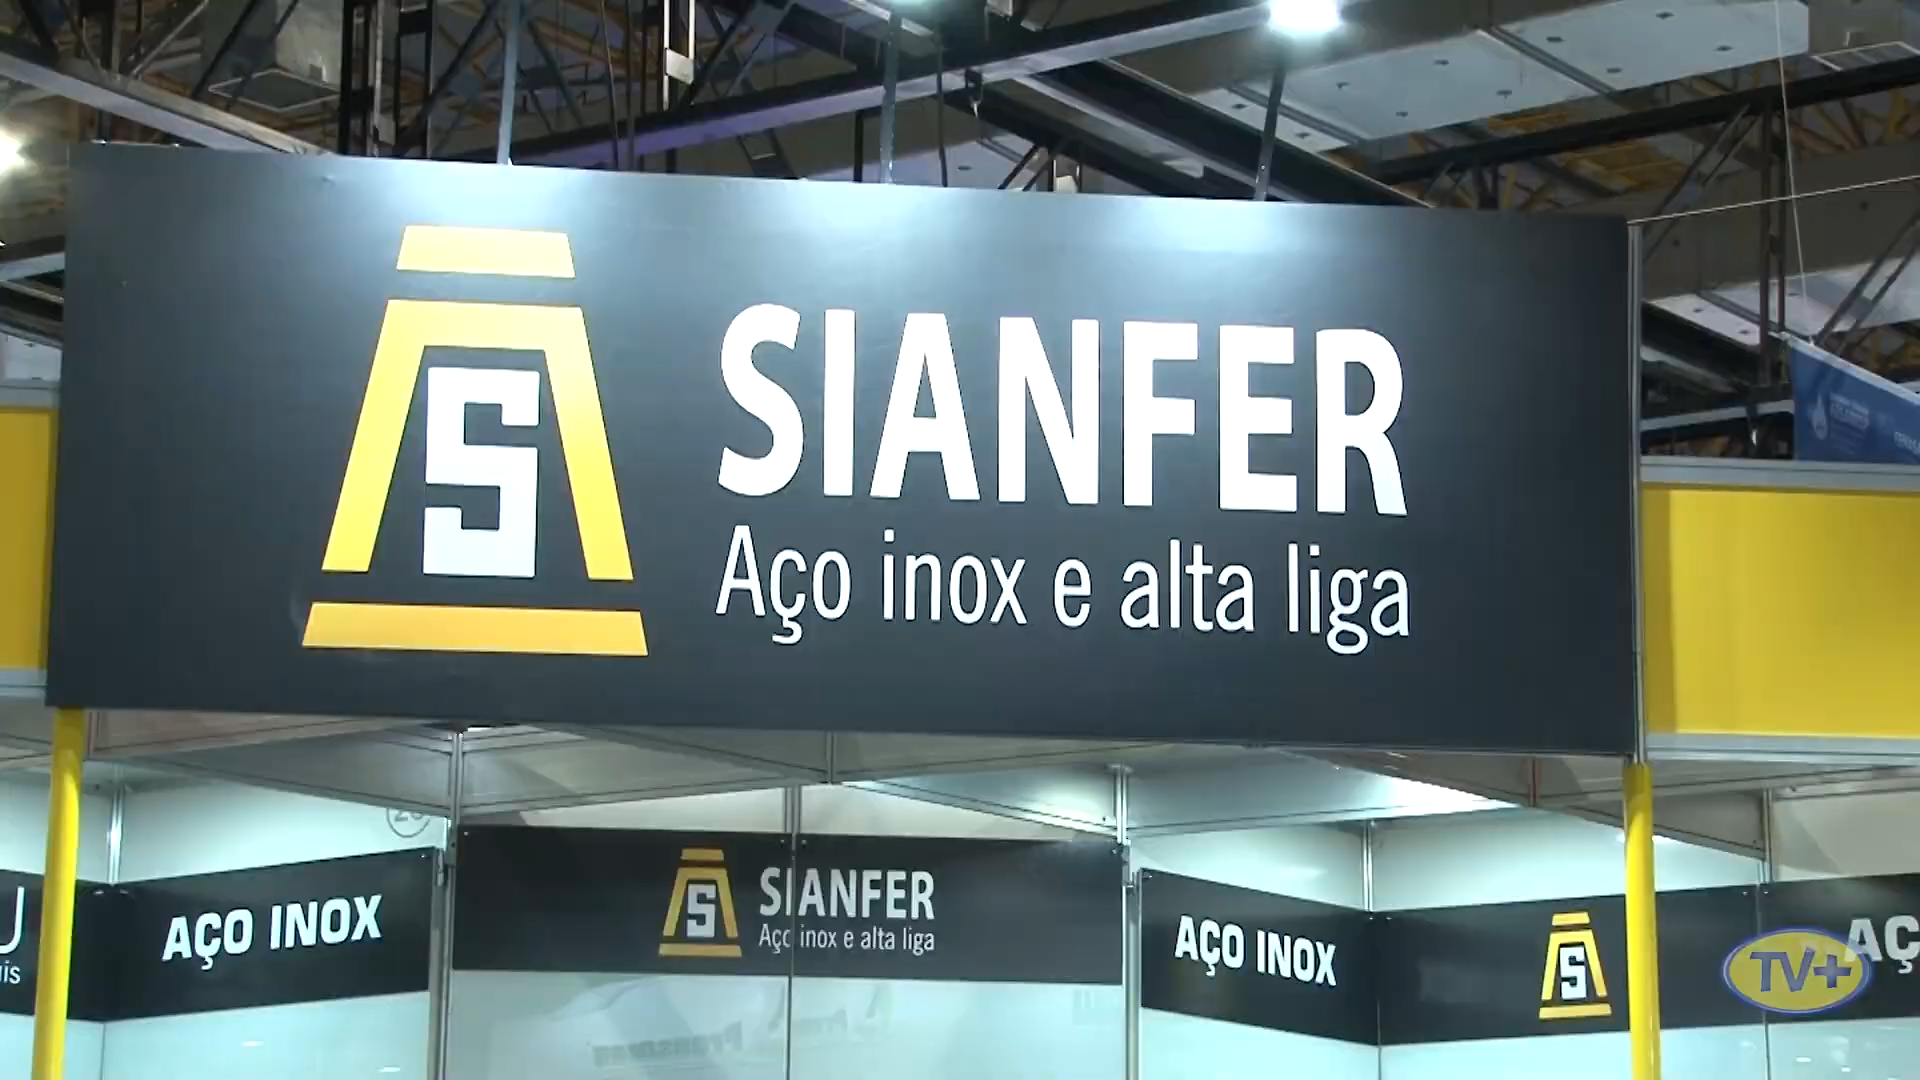 S
SIANFER
Aço inox e alta liga
AÇO INOX
S
SIANFER
Aço inox e alta liga
AÇO INOX
S
TV+